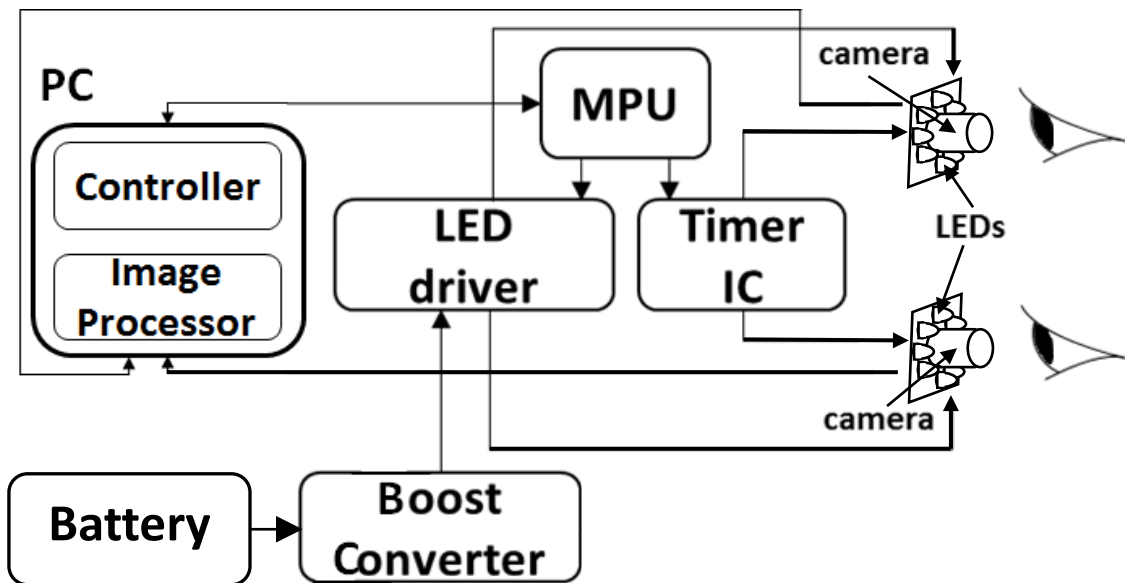 camera
PC
MPU
Controller
LED
driver
Timer
IC
LEDs
Image
Processor
camera
Battery
Boost
Converter